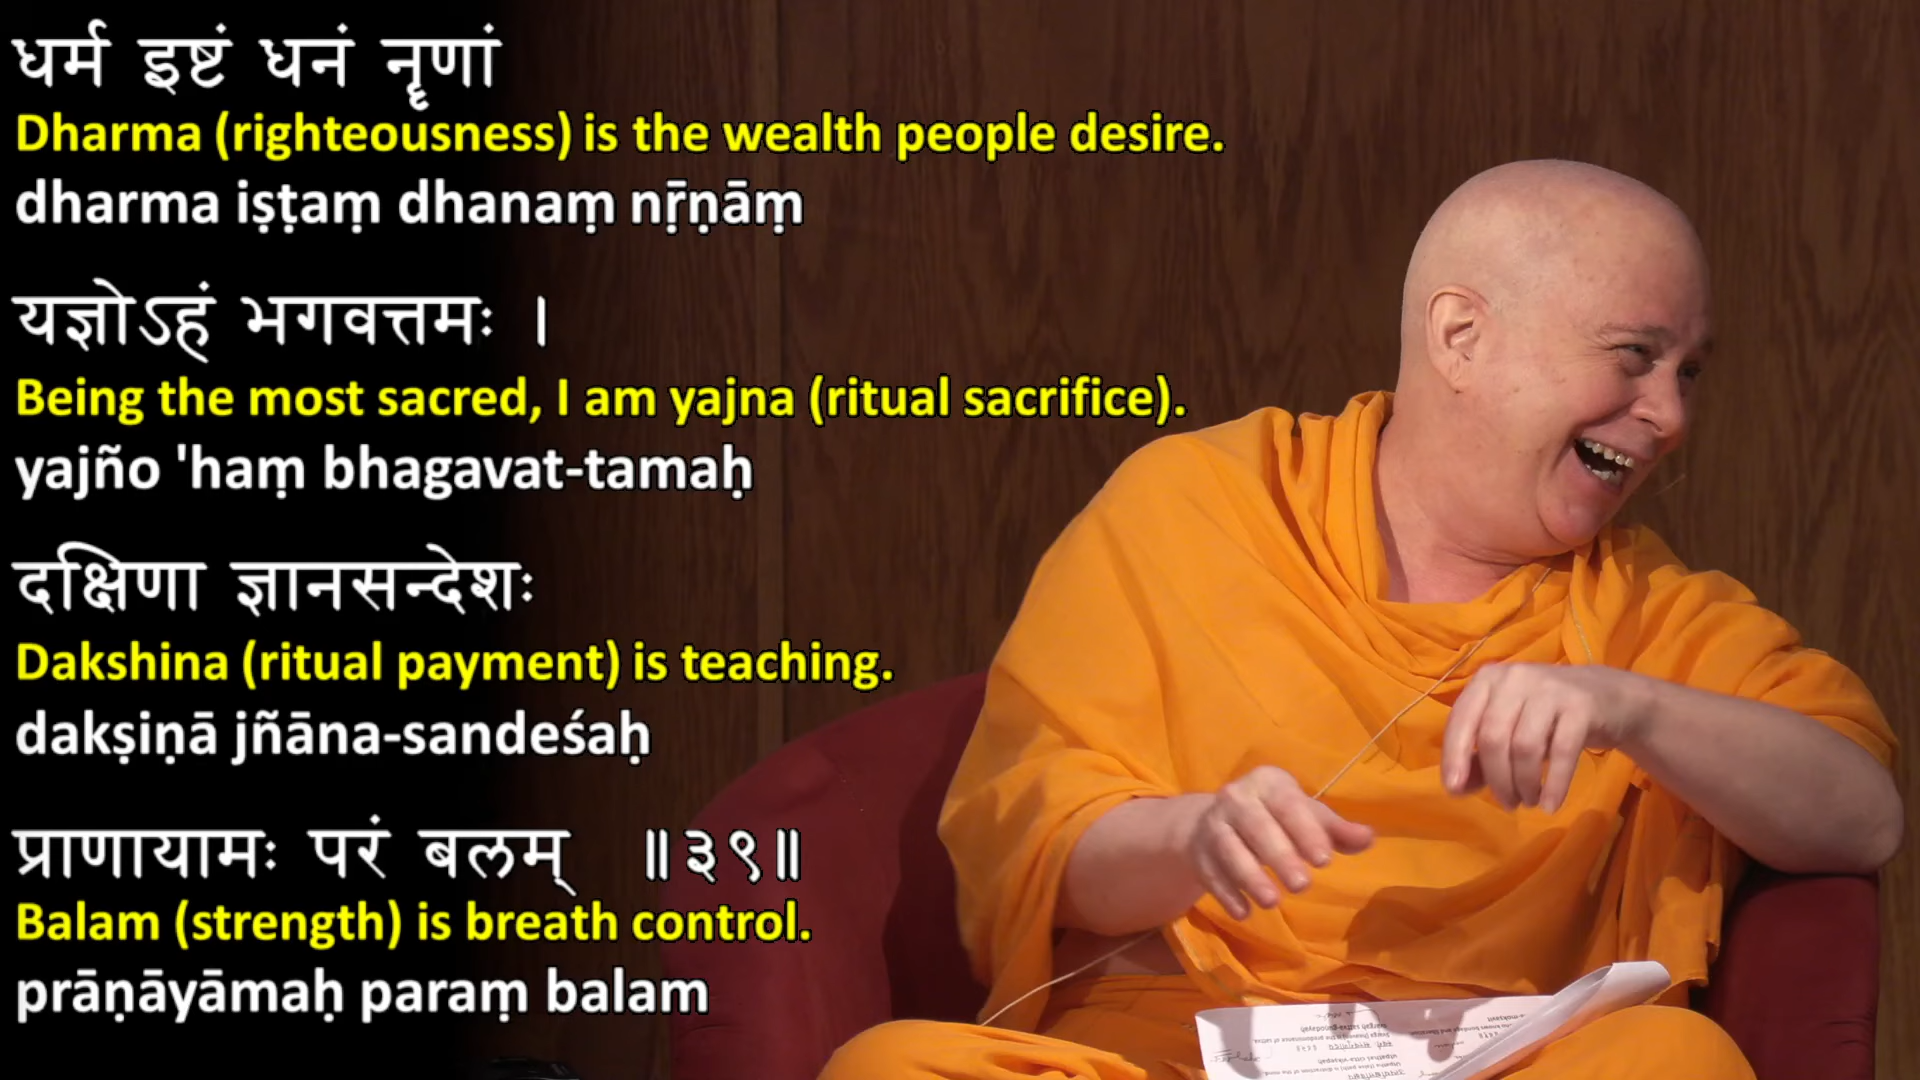 धर्म इष्टं धनं नॄणां
Dharma (righteousness) is the wealth people desire.
dharma iṣṭaṃ dhanaṃ nṝṇāṃ
यज्ञोऽहं भगवत्तमः ।
Being the most sacred, I am yajna (ritual sacrifice).
yajño 'haṃ bhagavat-tamaḥ
दक्षिणा ज्ञानसन्देशः
Dakshina (ritual payment) is teaching.
dakṣiṇā jñāna-sandeśaḥ
प्राणायामः परं बलम् ॥३९॥
Balam (strength) is breath control.
prāṇāyāmaḥ paraṃ balam